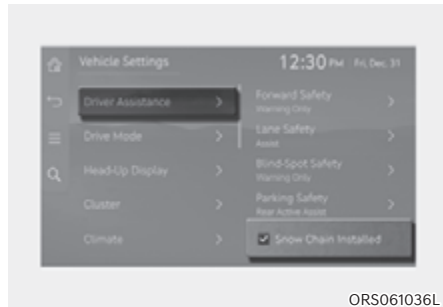 Vehicle Settings
12:30 PM Fri, Dec. 31
Driver Assistance
Drive Mode
Head-Up Display
Cluster
Climate
Forward Safety
Warning Only
Lane Safety
Assist
Blind-Spot Safety
Warning Only
Parking Safety
Rear Active Assist
Snow Chain Installed
ORS061036L